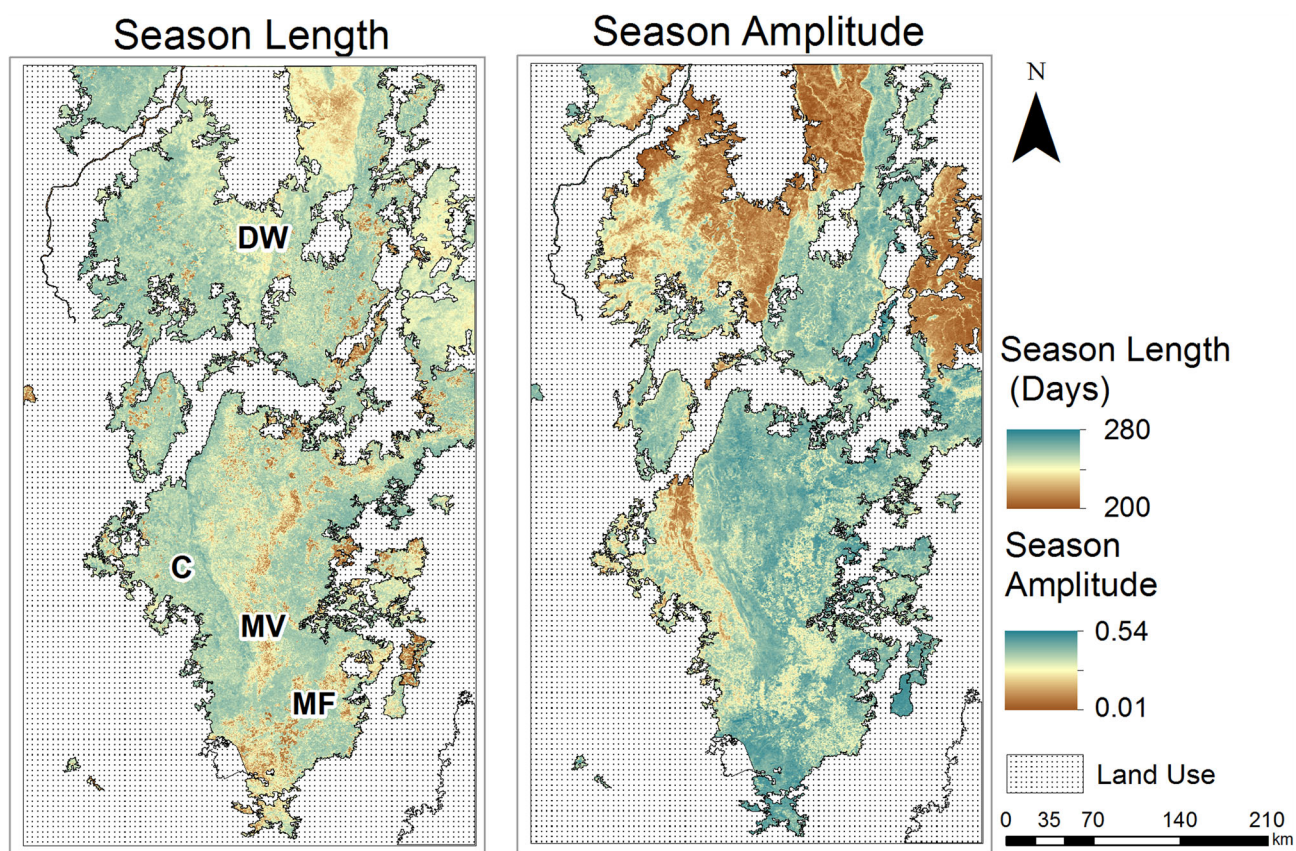 Season Length
Season Amplitude
N
DW
C
MV
MF
Season Length
(Days)
280
200
Season
Amplitude
0.54
0.01
Land Use
0 35 70 140 210
km